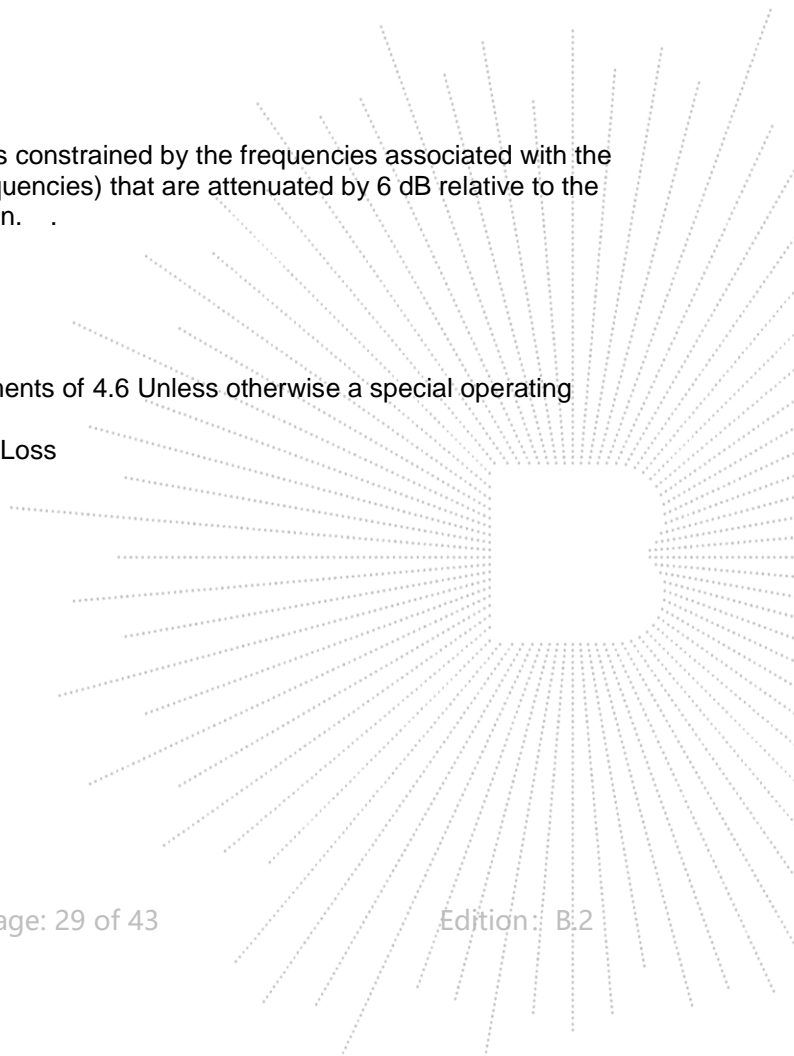 s constrained by the frequencies associated with the
quencies) that are attenuated by 6 dB relative to the
n. .
nents of 4.6 Unless otherwise a special operating
Loss
age: 29 of 43 Edition: B.2